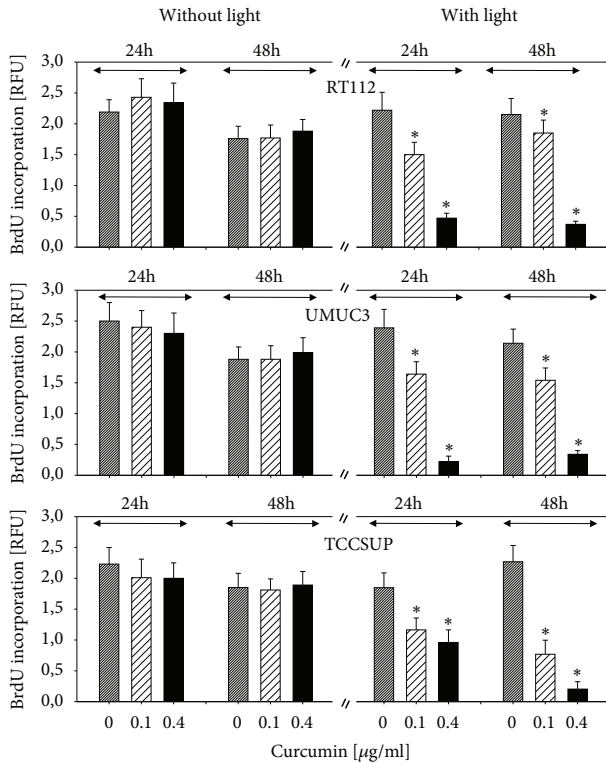 Without light With light
24h 48h 24h 48h
RT112
BrdU incorporation [RFU]
3,0
2,5
2,0
1,5
1,0
0,5
0,0
* * * *
24h 48h 24h 48h
UMUC3
BrdU incorporation [RFU]
3,0
2,5
2,0
1,5
1,0
0,5
0,0
* * * *
24h 48h 24h 48h
TCCSUP
BrdU incorporation [RFU]
3,0
2,5
2,0
1,5
1,0
0,5
0,0
* * * *
0 0.1 0.4 0 0.1 0.4 0 0.1 0.4 0 0.1 0.4
Curcumin [μg/ml]